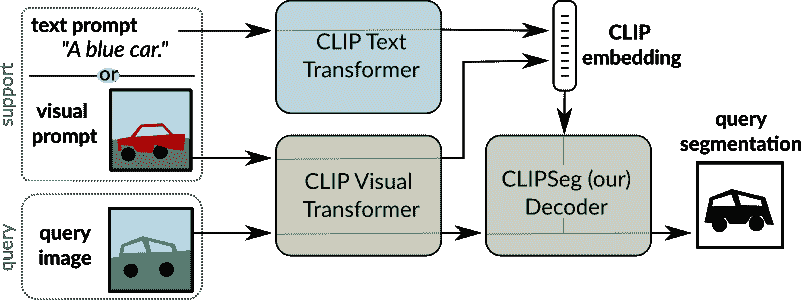 support
text prompt
"A blue car."
or
visual
prompt
query
query
image
CLIP Text
Transformer
CLIP Visual
Transformer
CLIP
embedding
CLIPSeg (our)
Decoder
query
segmentation